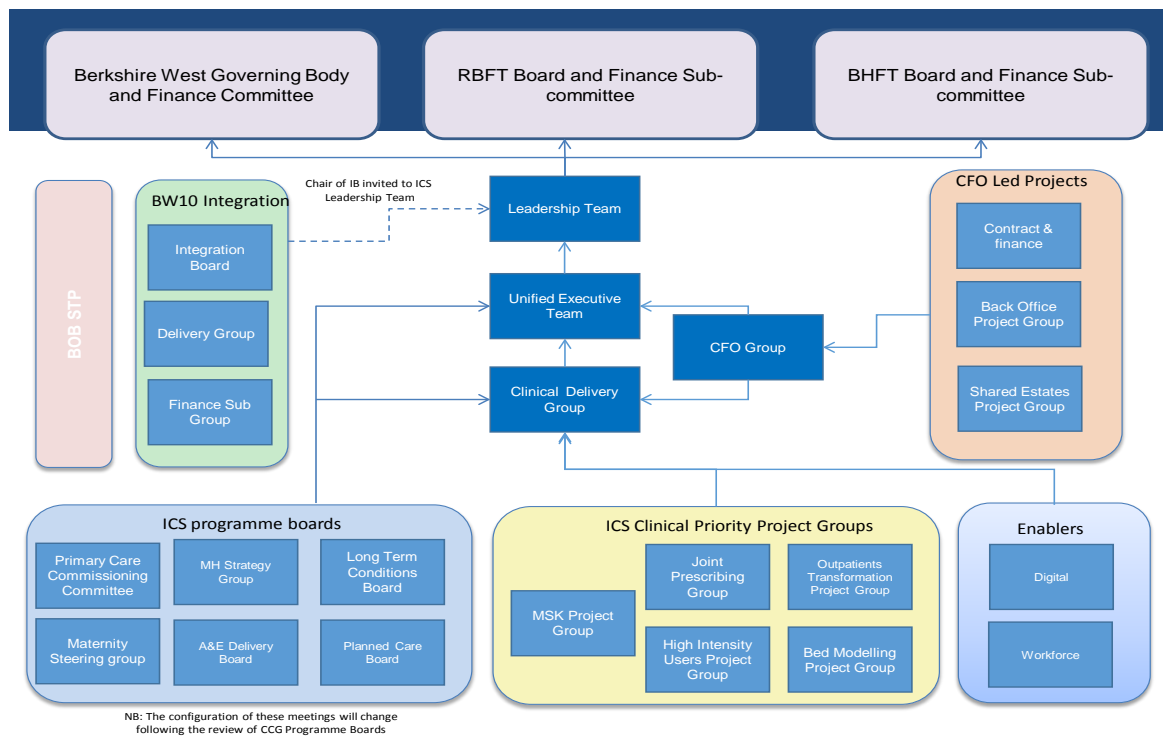 Berkshire West Governing Body
and Finance Committee
RBFT Board and Finance Sub-
committee
BHFT Board and Finance Sub-
committee
BOB STP
BW10 Integration
Integration
Board
Delivery Group
Finance Sub
Group
Chair of IB invited to ICS
Leadership Team
Leadership Team
Unified Executive
Team
Clinical Delivery
Group
CFO Group
CFO Led Projects
Contract &
finance
Back Office
Project Group
Shared Estates
Project Group
ICS programme boards
Primary Care
Commissioning
Committee
MH Strategy
Group
Long Term
Conditions
Board
Maternity
Steering group
A&E Delivery
Board
Planned Care
Board
NB: The configuration of these meetings will change
following the review of CCG Programme Boards
ICS Clinical Priority Project Groups
MSK Project
Group
Joint
Prescribing
Group
Outpatients
Transformation
Project Group
High Intensity
Users Project
Group
Bed Modelling
Project Group
Enablers
Digital
Workforce